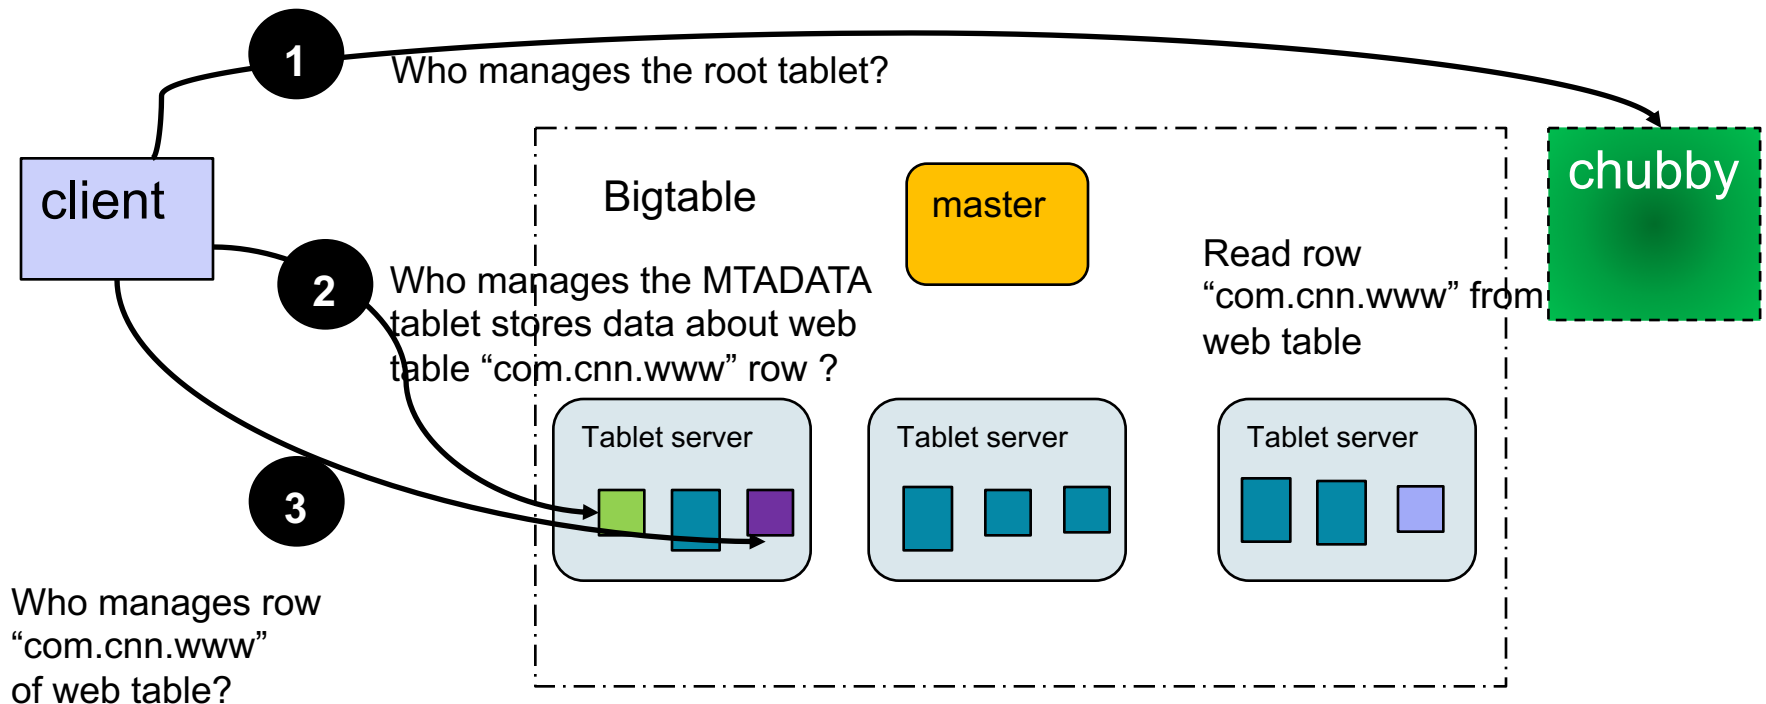 1
Who manages the root tablet?
client
Bigtable
master
chubby
2
Who manages the MTADATA
tablet stores data about web
table “com.cnn.www” row ?
Read row
“com.cnn.www” from
web table
Tablet server
Tablet server
Tablet server
3
Who manages row
“com.cnn.www”
of web table?